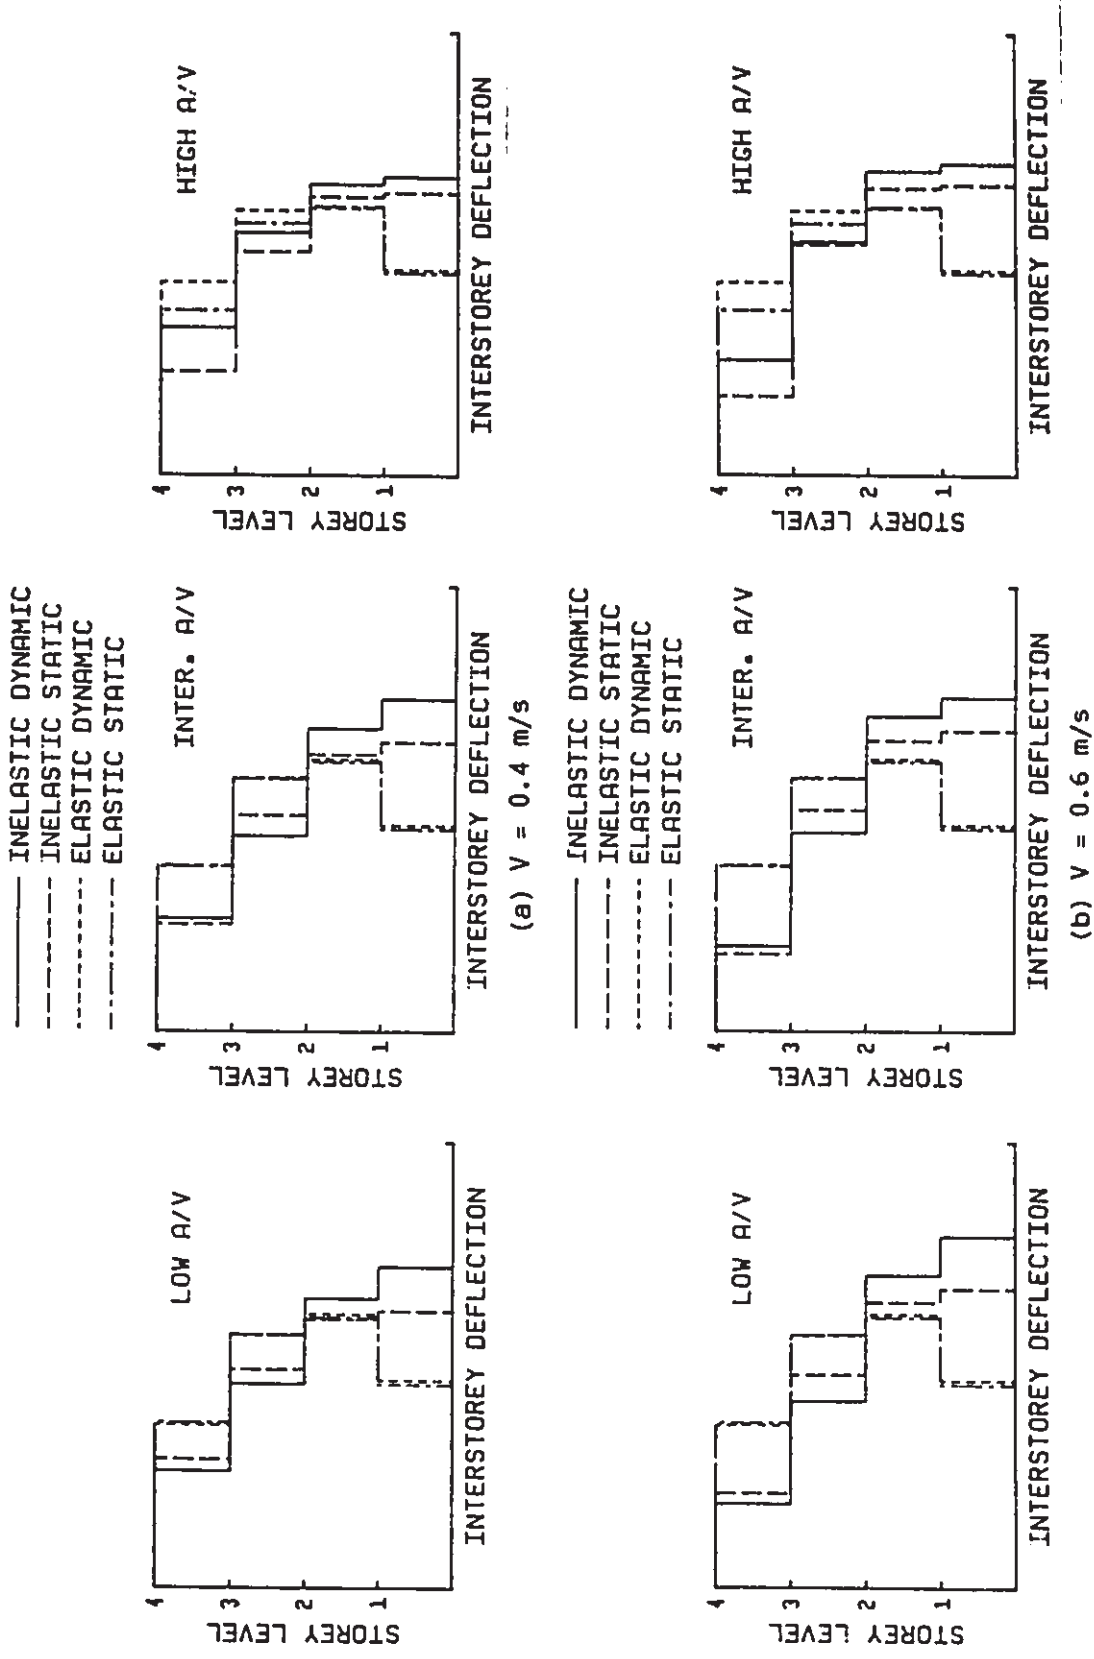 INELASTIC DYNAMIC
INELASTIC STATIC
ELASTIC DYNAMIC
ELASTIC STATIC
LOW A/V
4
3
2
1
STOREY LEVEL
INTERSTOREY DEFLECTION
INTER. A/V
4
3
2
1
STOREY LEVEL
INTERSTOREY DEFLECTION
HIGH A/V
4
3
2
1
STOREY LEVEL
INTERSTOREY DEFLECTION
(a) V = 0.4 m/s
INELASTIC DYNAMIC
INELASTIC STATIC
ELASTIC DYNAMIC
ELASTIC STATIC
LOW A/V
4
3
2
1
STOREY LEVEL
INTERSTOREY DEFLECTION
INTER. A/V
4
3
2
1
STOREY LEVEL
INTERSTOREY DEFLECTION
HIGH A/V
4
3
2
1
STOREY LEVEL
INTERSTOREY DEFLECTION
(b) V = 0.6 m/s